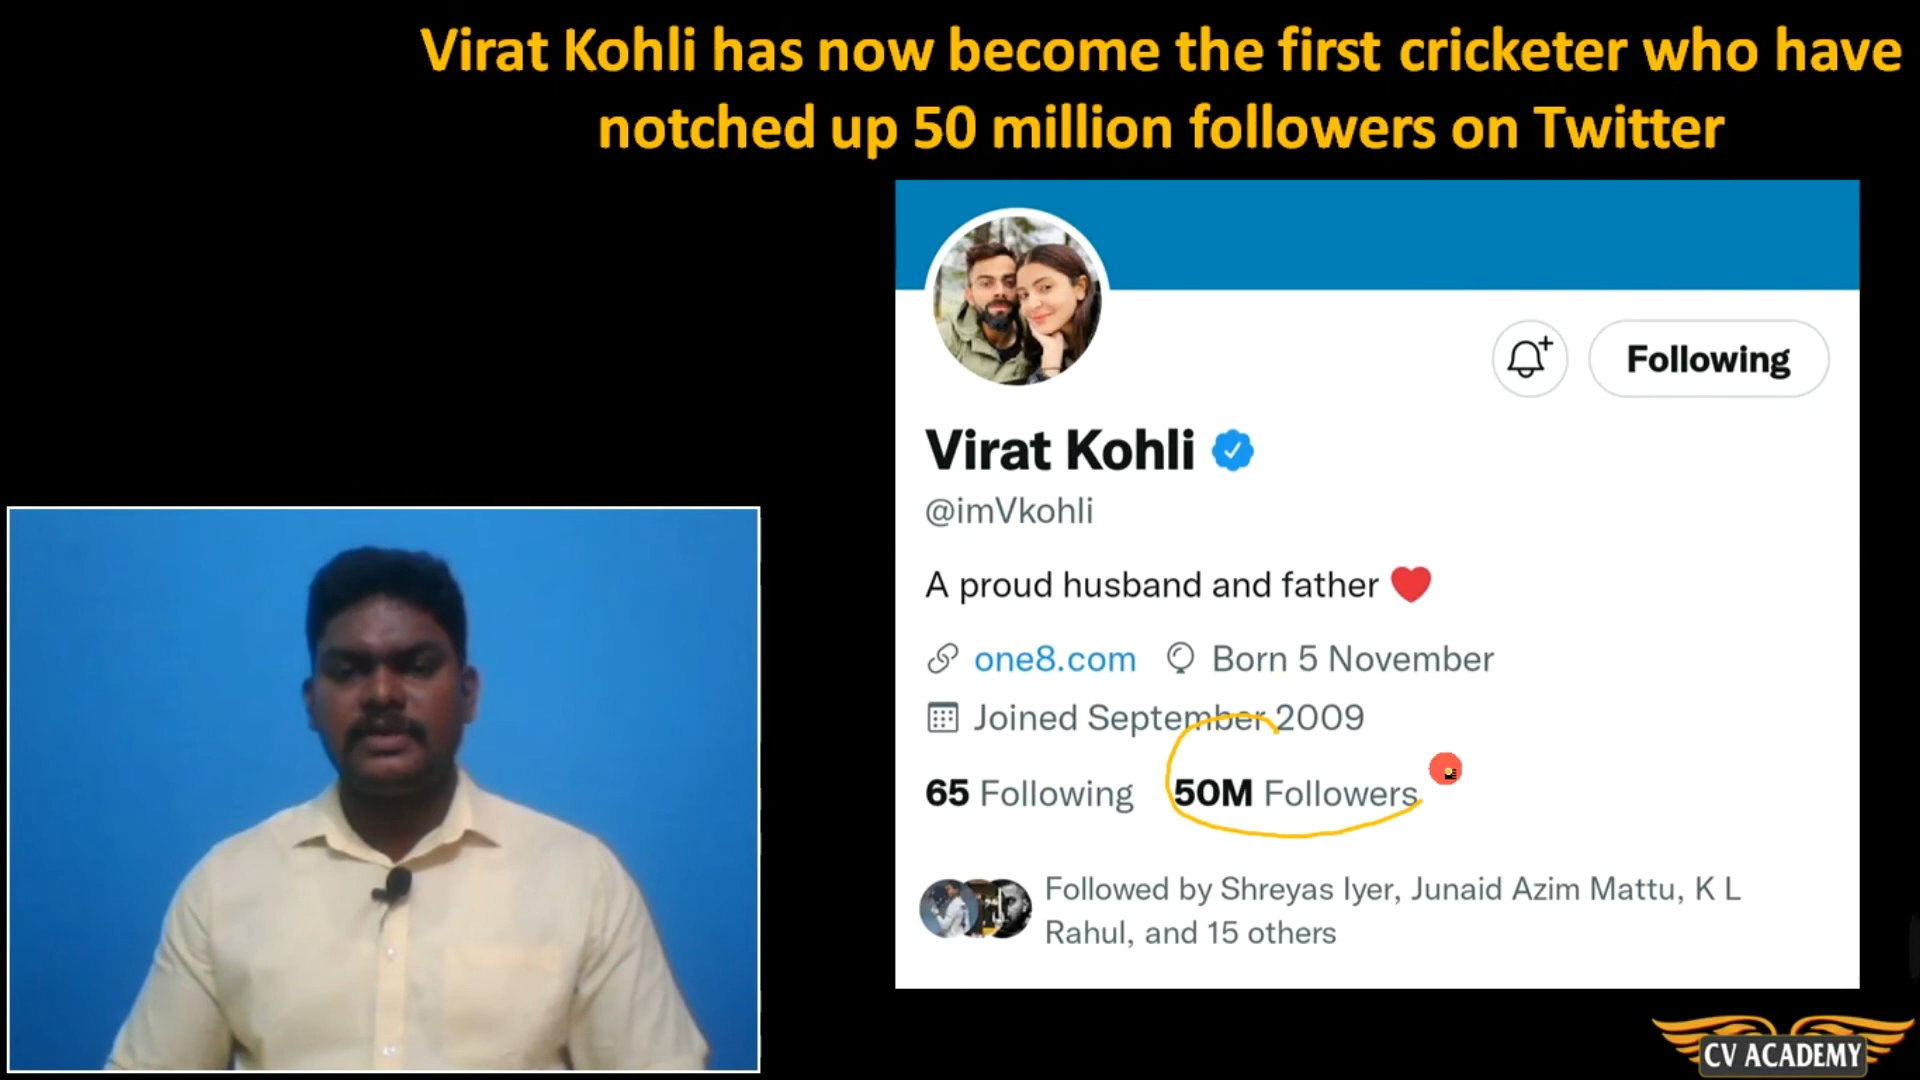 Virat Kohli has now become the first cricketer who have
notched up 50 million followers on Twitter
Following
Virat Kohli
@imVkohli
A proud husband and father ❤️
one8.com Born 5 November
Joined September 2009
65 Following 50M Followers
Followed by Shreyas Iyer, Junaid Azim Mattu, K L
Rahul, and 15 others
CV ACADEMY